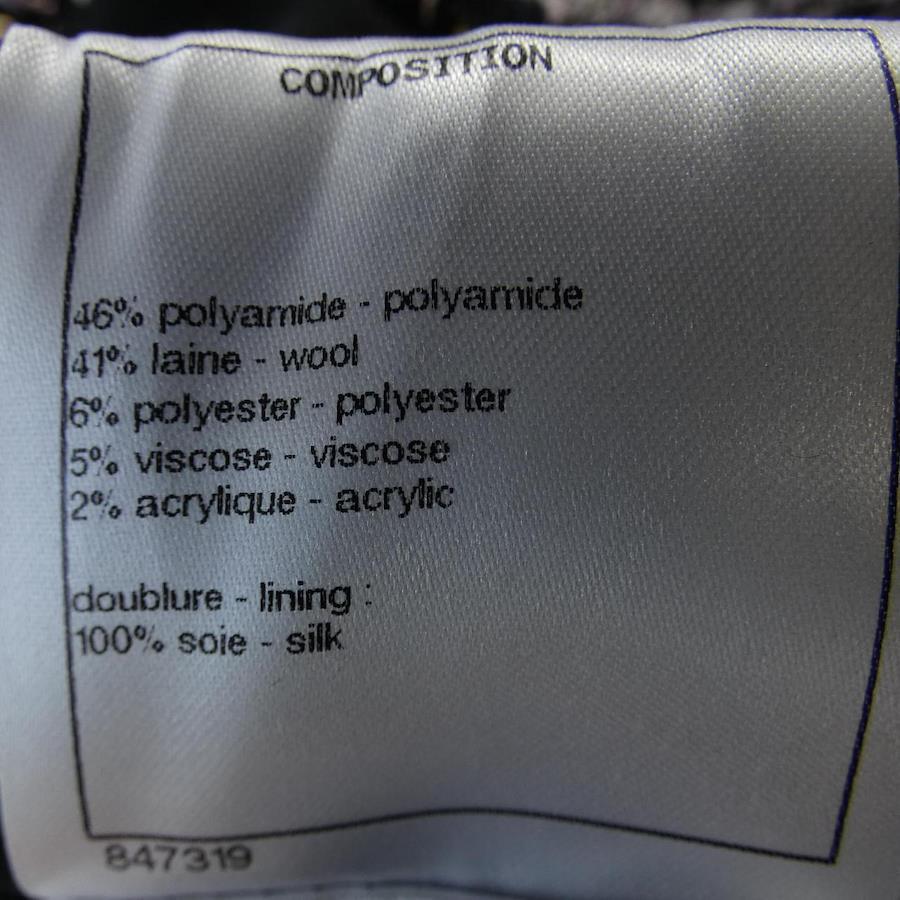 COMPOSITION
46% polyamide - polyamide
41% laine - wool
6% polyester - polyester
5% viscose - viscose
2% acrylique - acrylic
doublure - lining :
100% soie - silk
847319